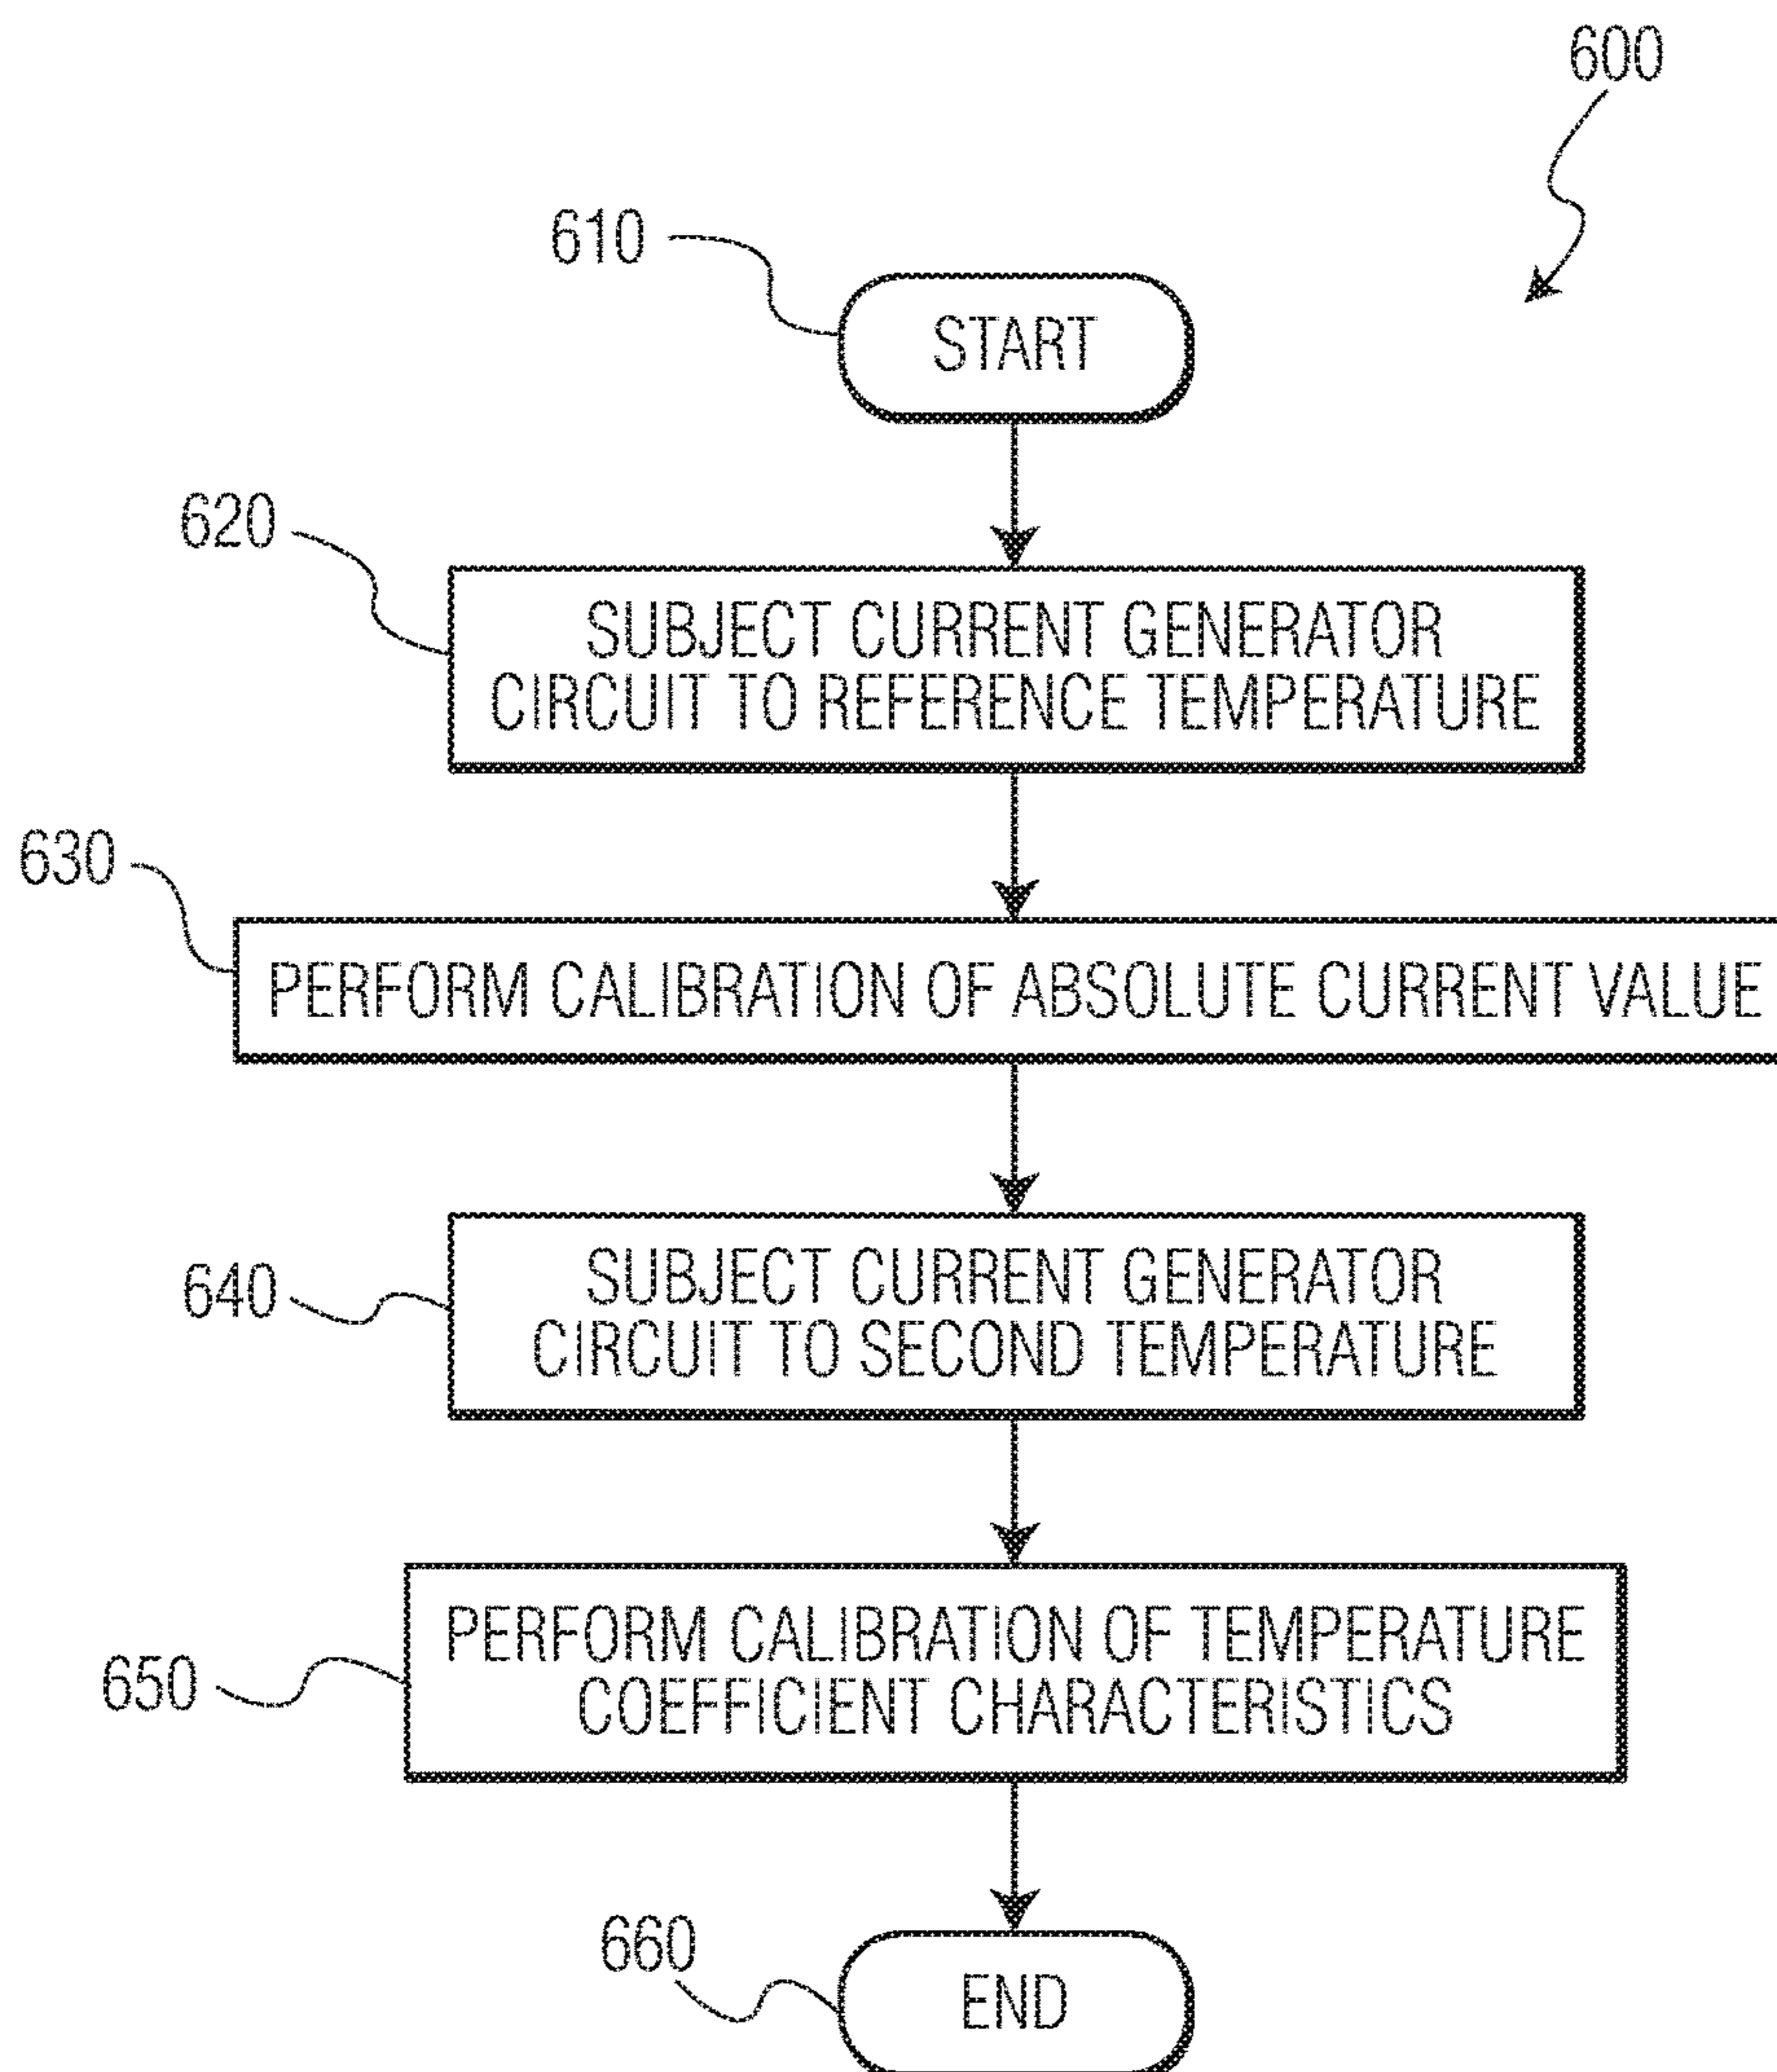 600
610
START
620
SUBJECT CURRENT GENERATOR
CIRCUIT TO REFERENCE TEMPERATURE
630
PERFORM CALIBRATION OF ABSOLUTE CURRENT VALUE
640
SUBJECT CURRENT GENERATOR
CIRCUIT TO SECOND TEMPERATURE
650
PERFORM CALIBRATION OF TEMPERATURE
COEFFICIENT CHARACTERISTICS
660
END